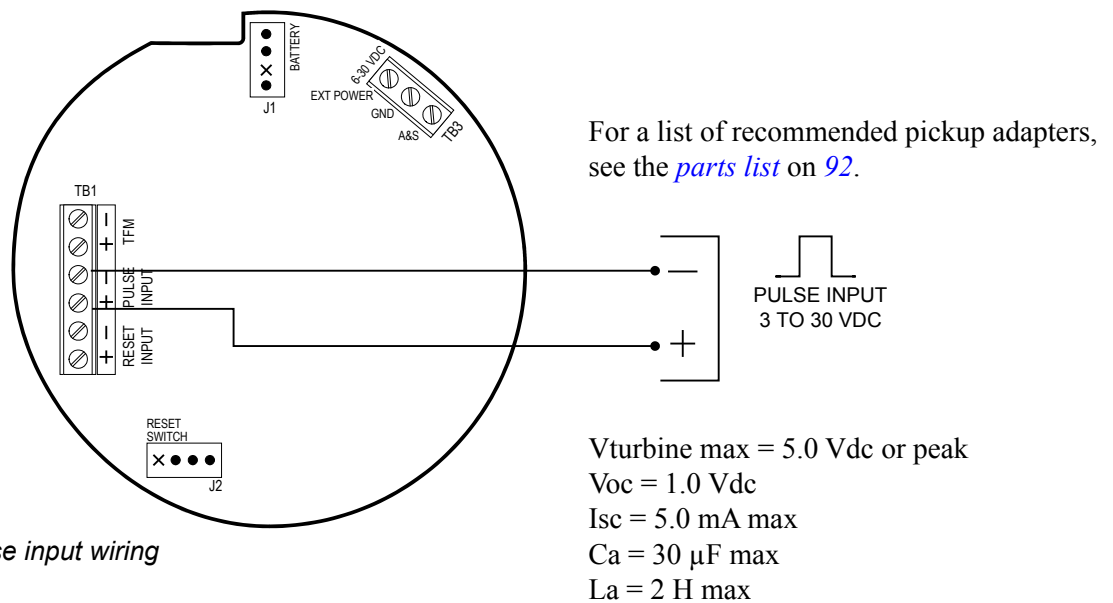 BATTERY
J1
6-30 VDC
EXT POWER
GND
A&S
TB3
For a list of recommended pickup adapters,
see the parts list on 92.
TB1
TFM
PULSE
INPUT
RESET
INPUT
PULSE INPUT
3 TO 30 VDC
RESET
SWITCH
J2
Vturbine max = 5.0 Vdc or peak
Voc = 1.0 Vdc
Isc = 5.0 mA max
Ca = 30 µF max
La = 2 H max
input wiring